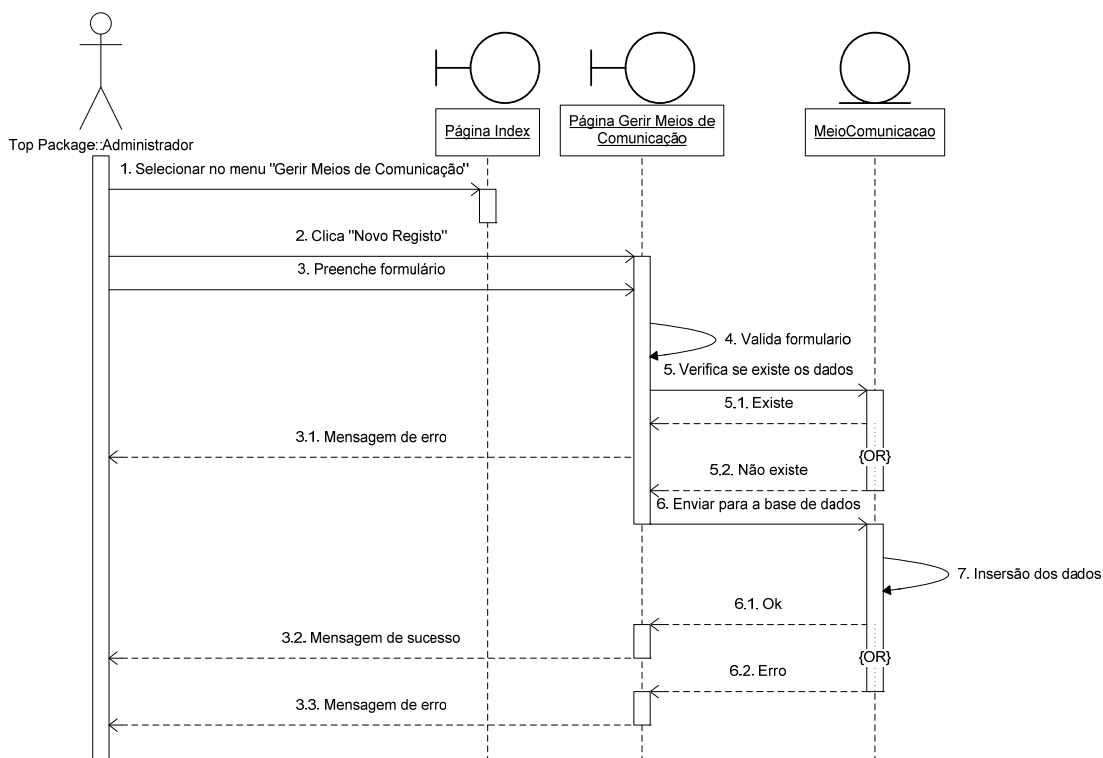 Top Package::Administrador
Página Index
Página Gerir Meios de
Comunicação
MeioComunicacao
1. Selecionar no menu "Gerir Meios de Comunicação"
2. Clica "Novo Registo"
3. Preenche formulário
4. Valida formulario
5. Verifica se existe os dados
5.1. Existe
3.1. Mensagem de erro
{OR}
5.2. Não existe
6. Enviar para a base de dados
7. Insersão dos dados
6.1. Ok
3.2. Mensagem de sucesso
{OR}
6.2. Erro
3.3. Mensagem de erro